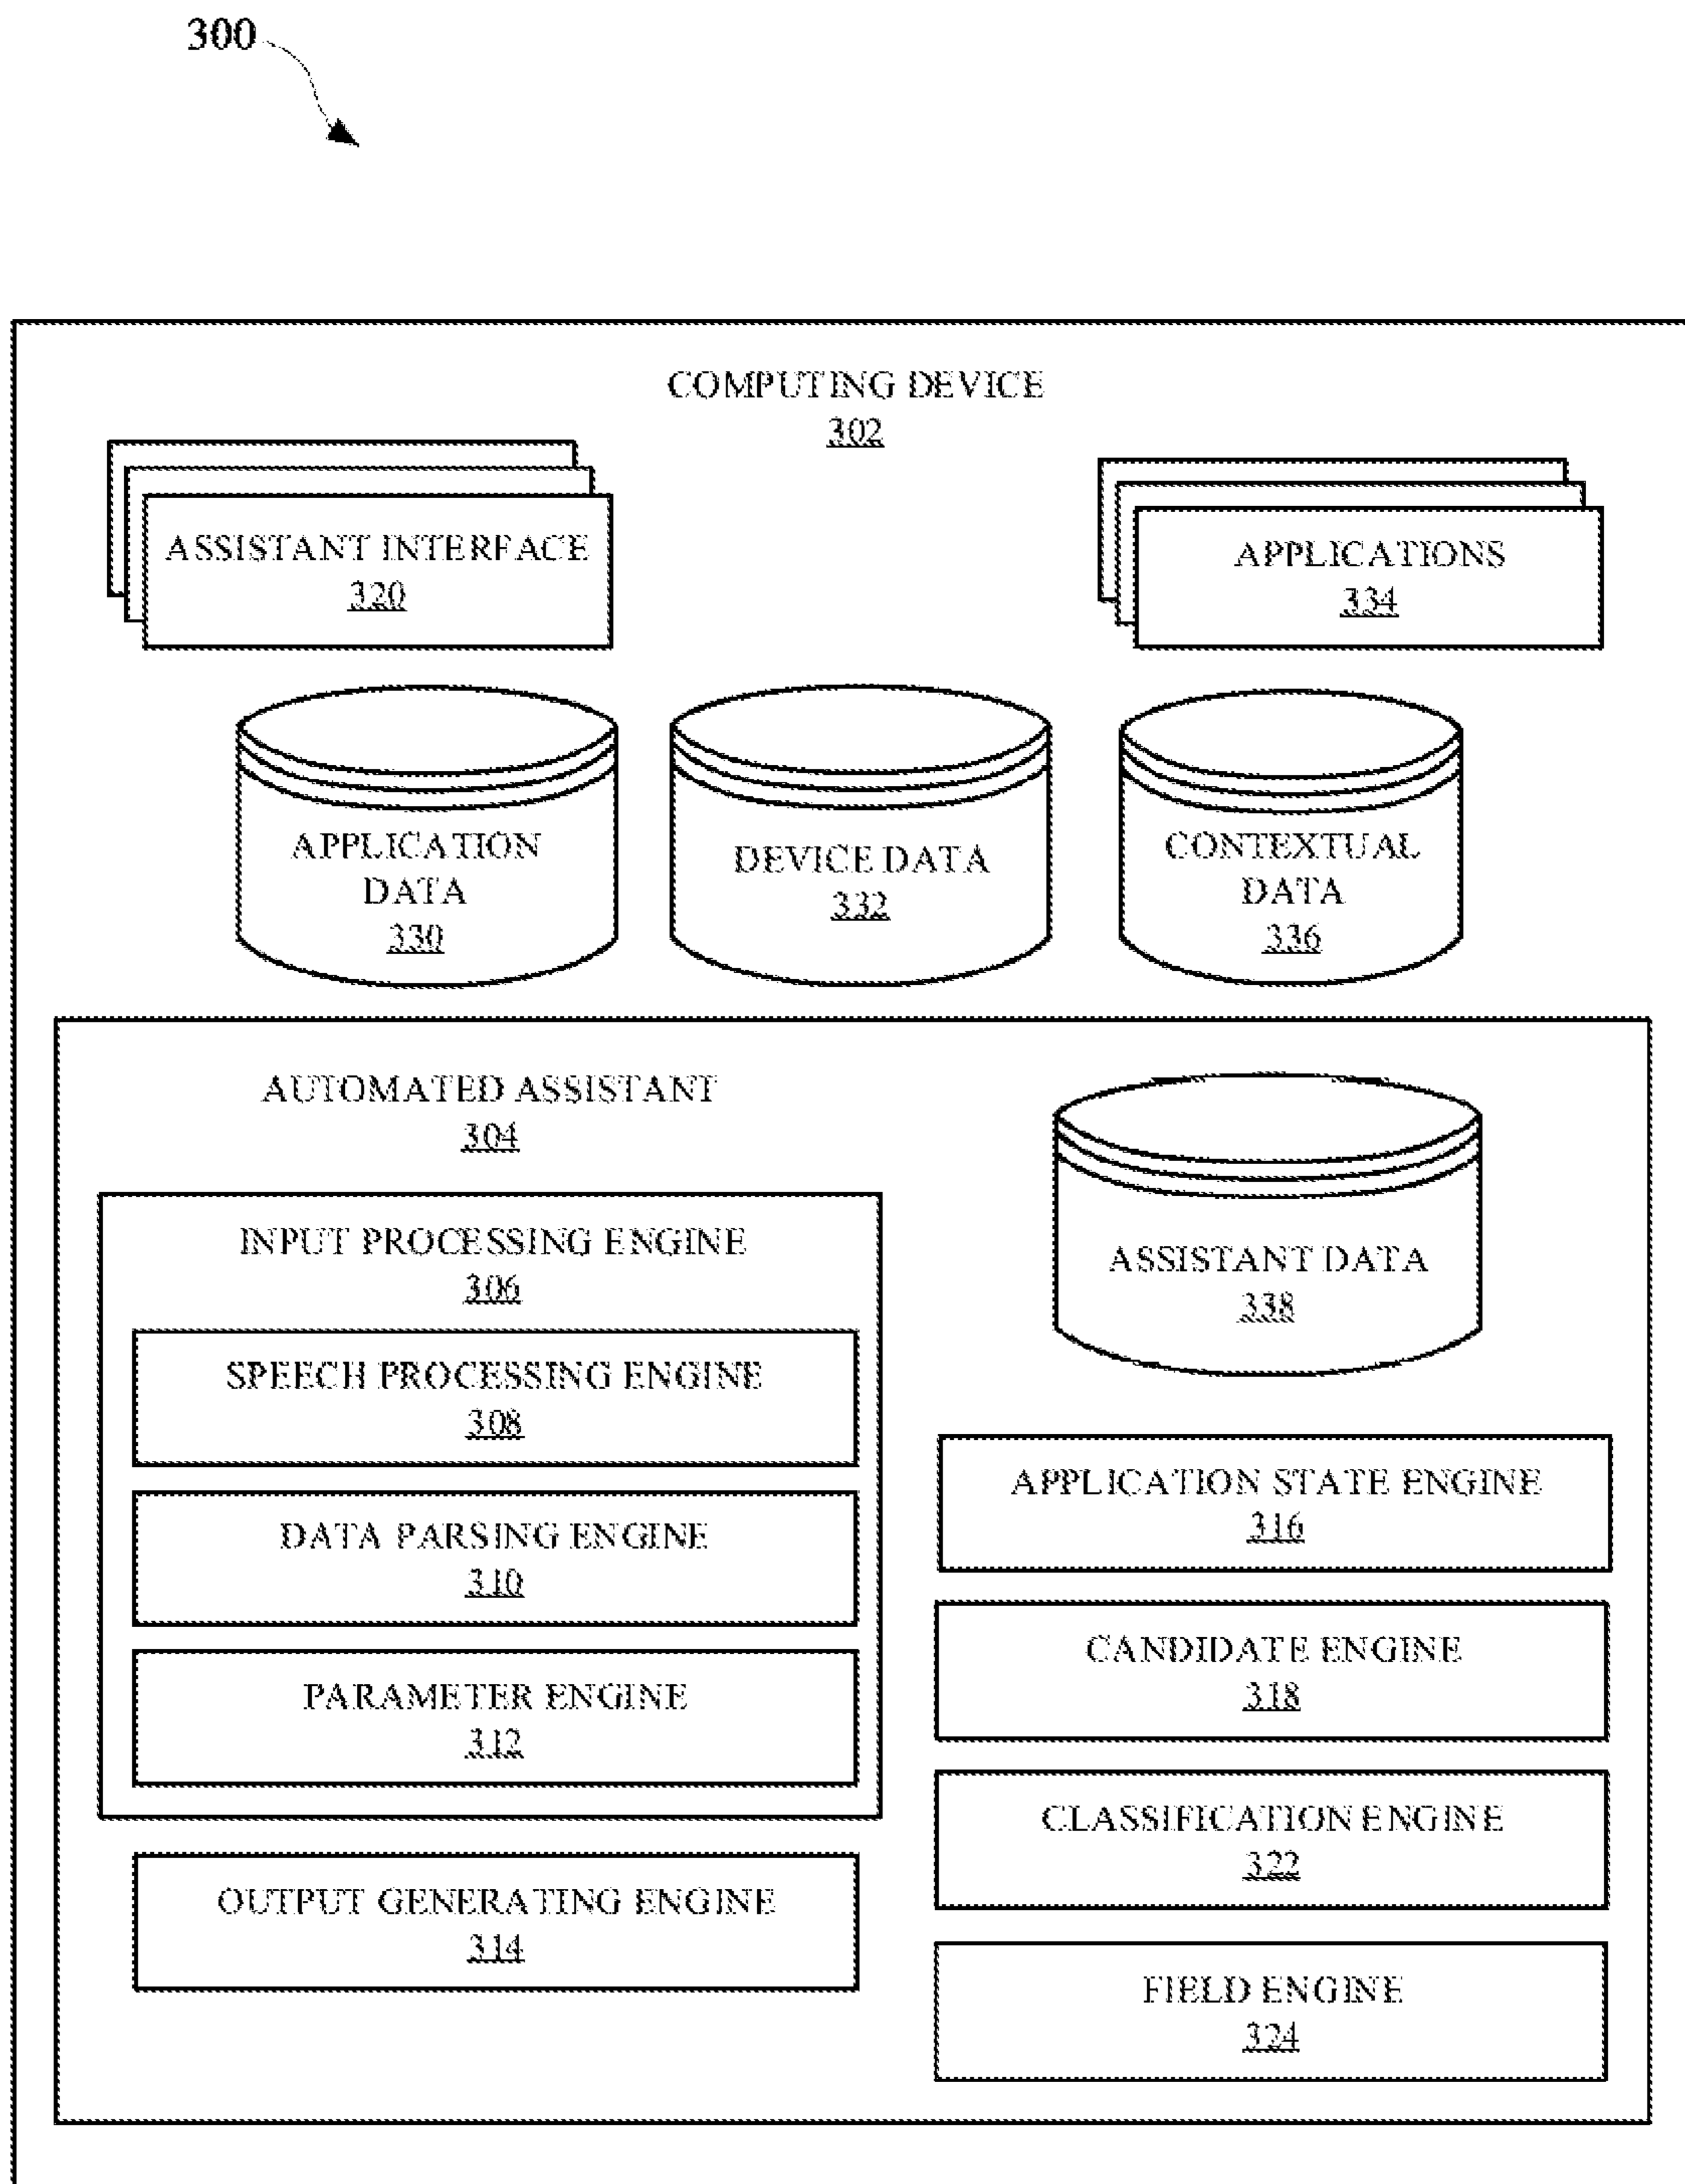 300
COMPUTING DEVICE
302
ASSISTANT INTERFACE
320
APPLICATIONS
334
APPLICATION
DATA
330
DEVICE DATA
332
CONTEXTUAL
DATA
336
AUTOMATED ASSISTANT
304
ASSISTANT DATA
338
INPUT PROCESSING ENGINE
306
SPEECH PROCESSING ENGINE
308
DATA PARSING ENGINE
310
PARAMETER ENGINE
312
OUTPUT GENERATING ENGINE
314
APPLICATION STATE ENGINE
316
CANDIDATE ENGINE
318
CLASSIFICATION ENGINE
322
FIELD ENGINE
324